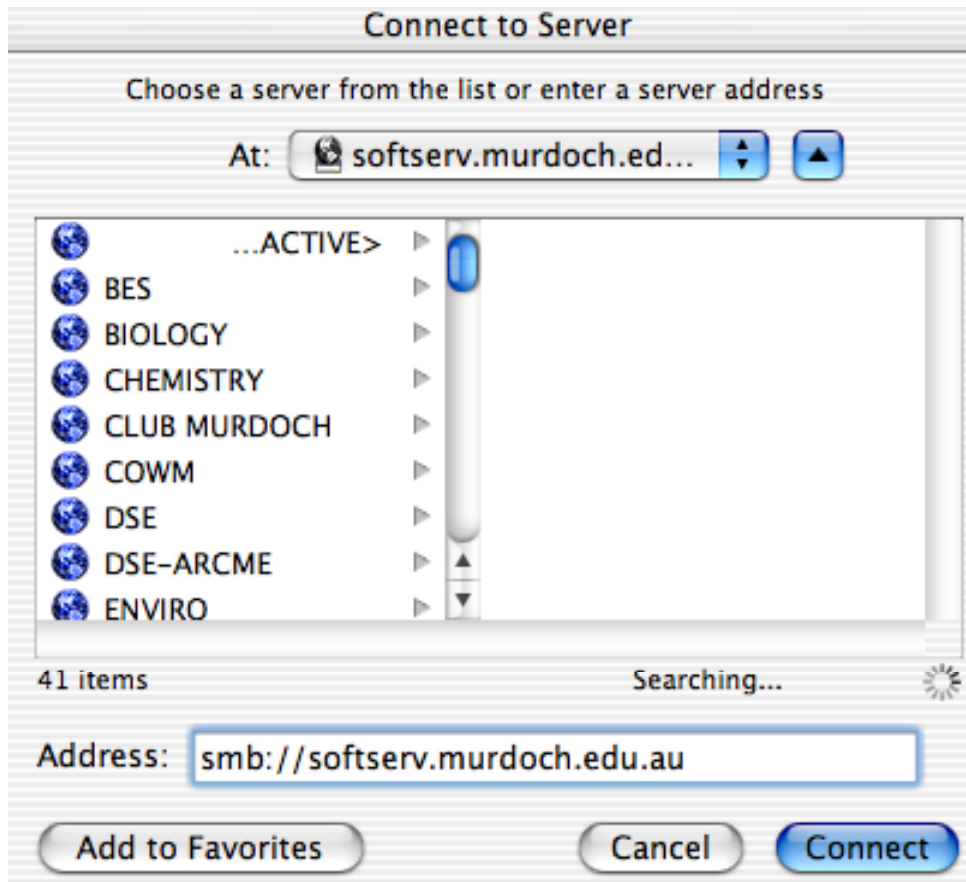 Connect to Server
Choose a server from the list or enter a server address
At: softserv.murdoch.ed...
...ACTIVE>
BES
BIOLOGY
CHEMISTRY
CLUB MURDOCH
COWM
DSE
DSE-ARCME
ENVIRO
41 items Searching...
Address: smb://softserv.murdoch.edu.au
Add to Favorites Cancel Connect